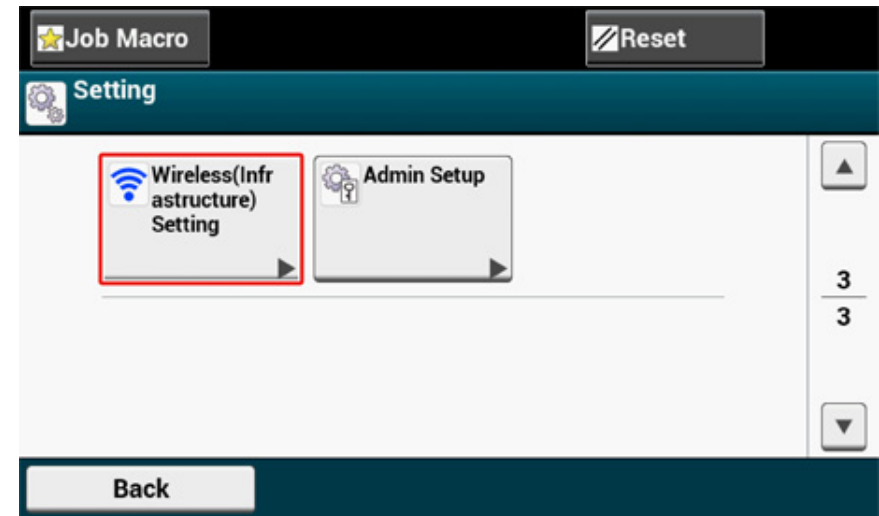 Job Macro
Reset
Setting
Wireless(Infr
astructure)
Setting
Admin Setup
3
3
Back